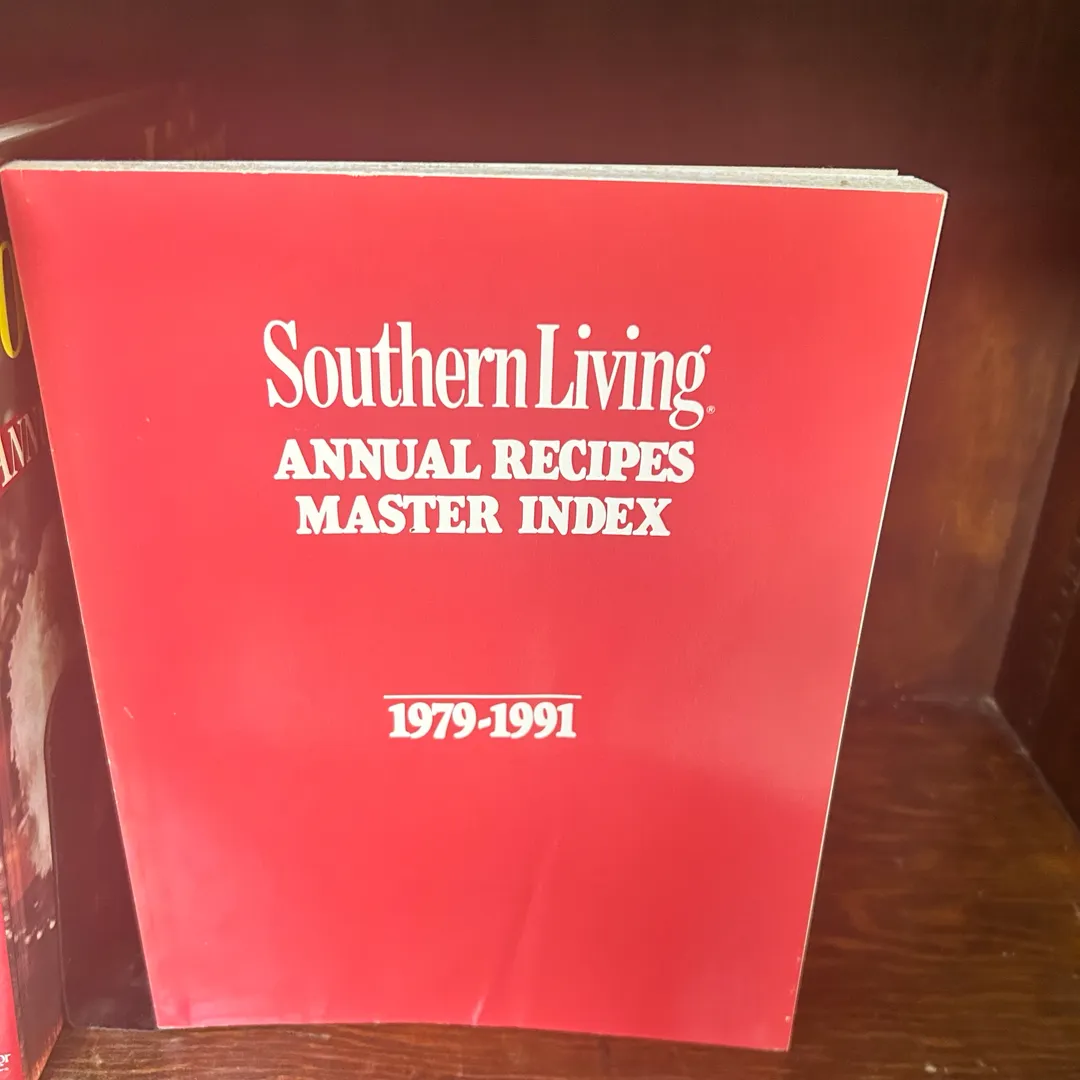 Southern Living®
ANNUAL RECIPES
MASTER INDEX
1979-1991